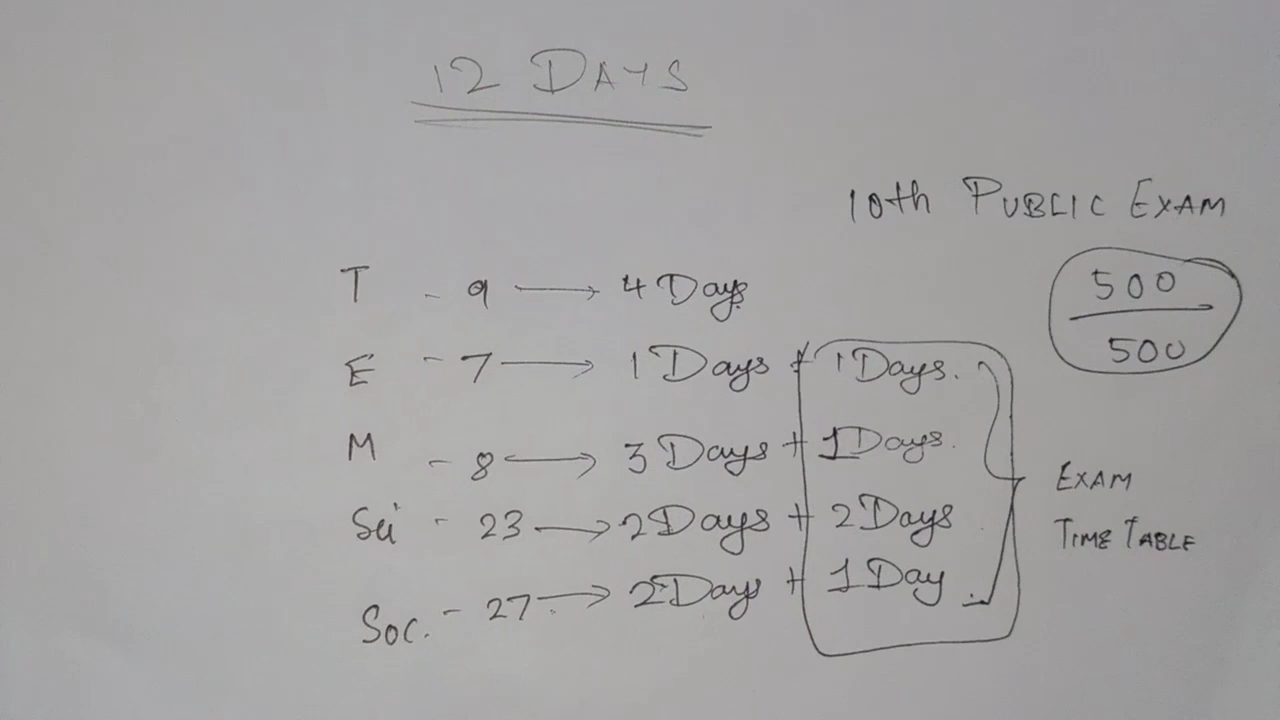 12 DAYS
10th PUBLIC EXAM
500
500
T - 9 → 4 Days
E - 7 → 1 Days + 1 Days.
M - 8 → 3 Days + 1 Days.
Sci - 23 → 2 Days + 2 Days
Soc. - 27 → 2 Days + 1 Day
EXAM
TIME TABLE